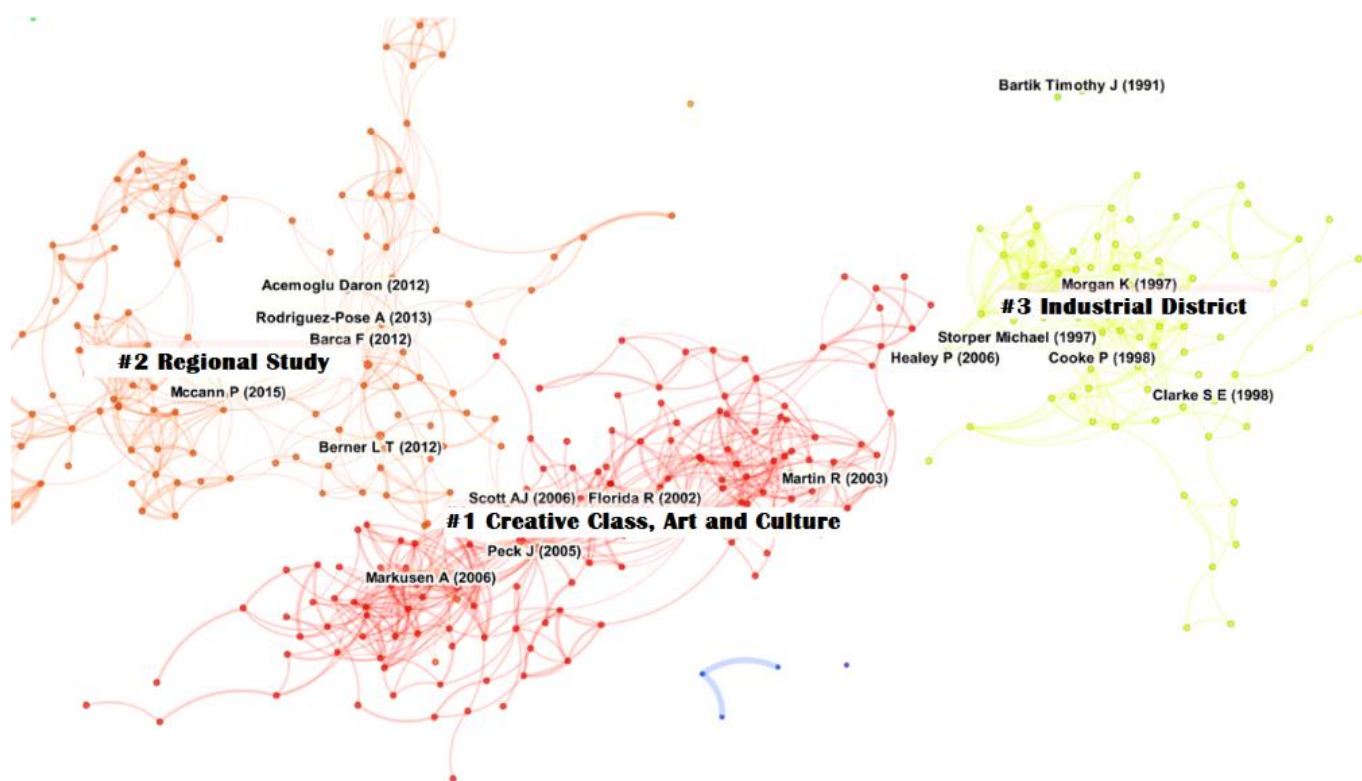 Bartik Timothy J (1991)
Acemoglu Daron (2012)
Morgan K (1997)
#3 Industrial District
Rodriguez-Pose A (2013)
Barca F (2012)
Storper Michael (1997)
#2 Regional Study
Healey P (2006)
Cooke P (1998)
Mccann P (2015)
Clarke S E (1998)
Berner L T (2012)
Martin R (2003)
Scott AJ (2006)
Florida R (2002)
#1 Creative Class, Art and Culture
Peck J (2005)
Markusen A (2006)